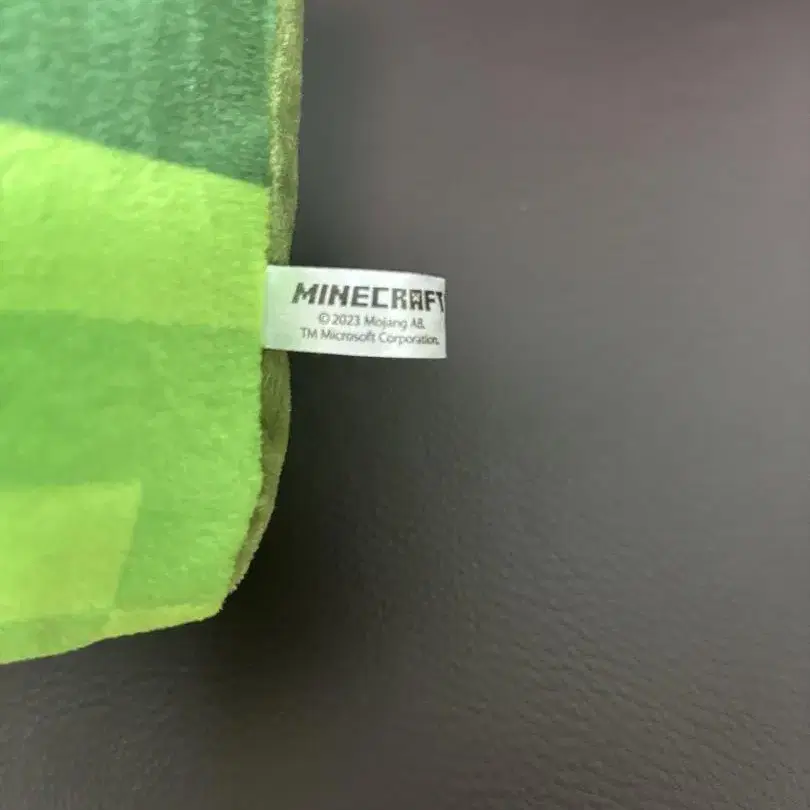 MINECRAFT
©2023 Mojang AB.
TM Microsoft Corporation.